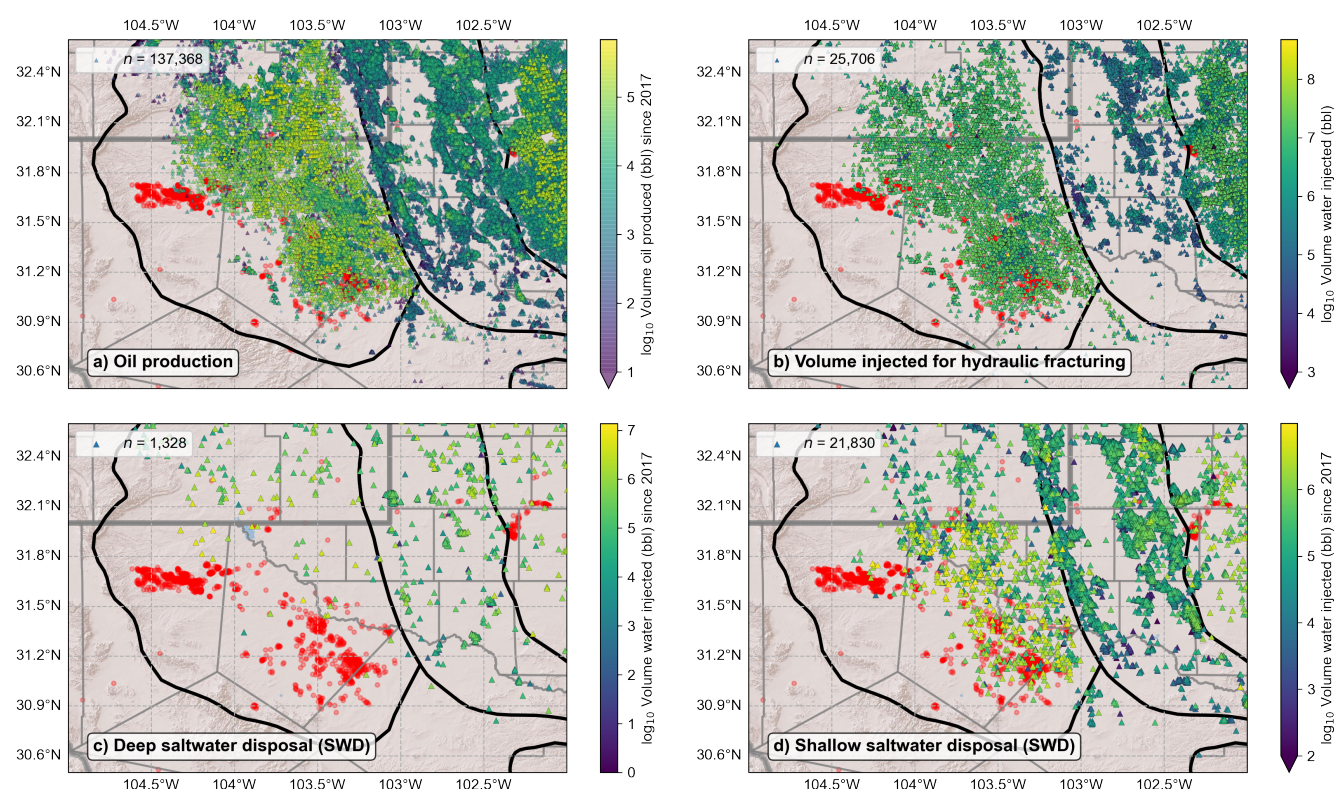 104.5°W 104°W 103.5°W 103°W 102.5°W
104.5°W 104°W 103.5°W 103°W 102.5°W
32.4°N
32.1°N
31.8°N
31.5°N
31.2°N
30.9°N
30.6°N
n = 137,368
a) Oil production
5
4
3
2
1
log₁₀ Volume oil produced (bbl) since 2017
32.4°N
32.1°N
31.8°N
31.5°N
31.2°N
30.9°N
30.6°N
n = 25,706
b) Volume injected for hydraulic fracturing
8
7
6
5
4
3
log₁₀ Volume water injected (bbl)
32.4°N
32.1°N
31.8°N
31.5°N
31.2°N
30.9°N
30.6°N
n = 1,328
c) Deep saltwater disposal (SWD)
7
6
5
4
3
2
1
0
log₁₀ Volume water injected (bbl) since 2017
32.4°N
32.1°N
31.8°N
31.5°N
31.2°N
30.9°N
30.6°N
n = 21,830
d) Shallow saltwater disposal (SWD)
6
5
4
3
2
log₁₀ Volume water injected (bbl) since 2017
104.5°W 104°W 103.5°W 103°W 102.5°W
104.5°W 104°W 103.5°W 103°W 102.5°W